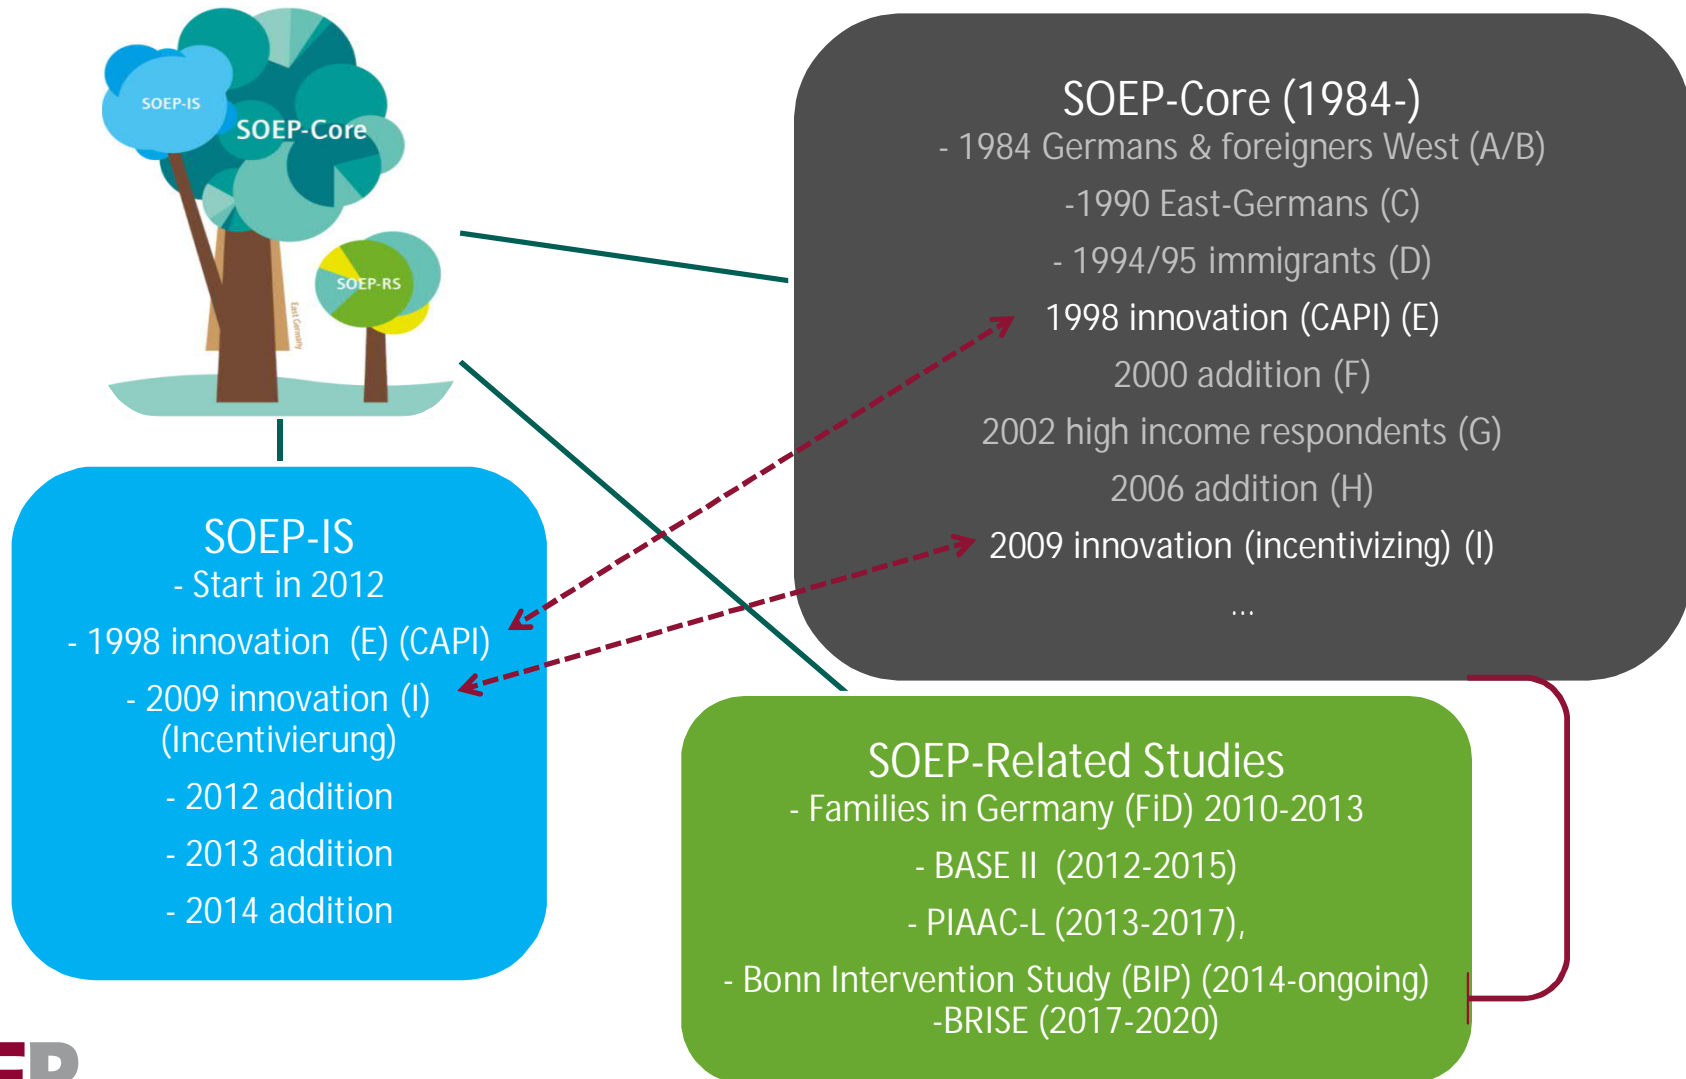 SOEP-IS
SOEP-Core
SOEP-RS
East Germany
SOEP-Core (1984-)
- 1984 Germans & foreigners West (A/B)
-1990 East-Germans (C)
- 1994/95 immigrants (D)
1998 innovation (CAPI) (E)
2000 addition (F)
2002 high income respondents (G)
2006 addition (H)
2009 innovation (incentivizing) (I)
...
SOEP-IS
- Start in 2012
- 1998 innovation (E) (CAPI)
- 2009 innovation (I)
(Incentivierung)
- 2012 addition
- 2013 addition
- 2014 addition
SOEP-Related Studies
- Families in Germany (FiD) 2010-2013
- BASE II (2012-2015)
- PIAAC-L (2013-2017),
- Bonn Intervention Study (BIP) (2014-ongoing)
-BRISE (2017-2020)